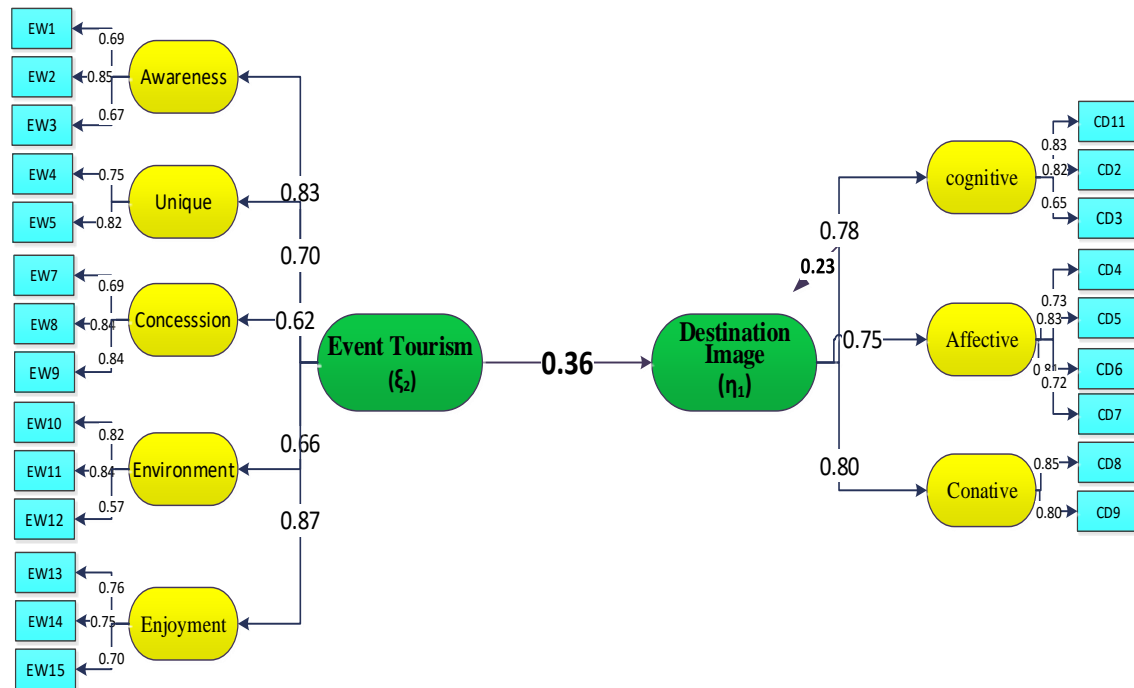 EW1
0.69
EW2
0.85
Awareness
EW3
0.67
EW4
0.75
Unique
EW5
0.82
0.83
0.70
EW7
0.69
Concesssion
EW8
0.84
EW9
0.84
0.62
EW10
0.82
Environment
EW11
0.84
EW12
0.57
0.66
0.87
EW13
0.76
EW14
0.75
Enjoyment
EW15
0.70
Event Tourism
(ξ₂)
0.36
Destination
Image
(η₁)
0.23
0.78
0.75
0.80
cognitive
0.83
CD11
0.82
CD2
0.65
CD3
Affective
0.73
CD4
0.83
CD5
CD6
0.72
CD7
Conative
0.85
CD8
0.80
CD9